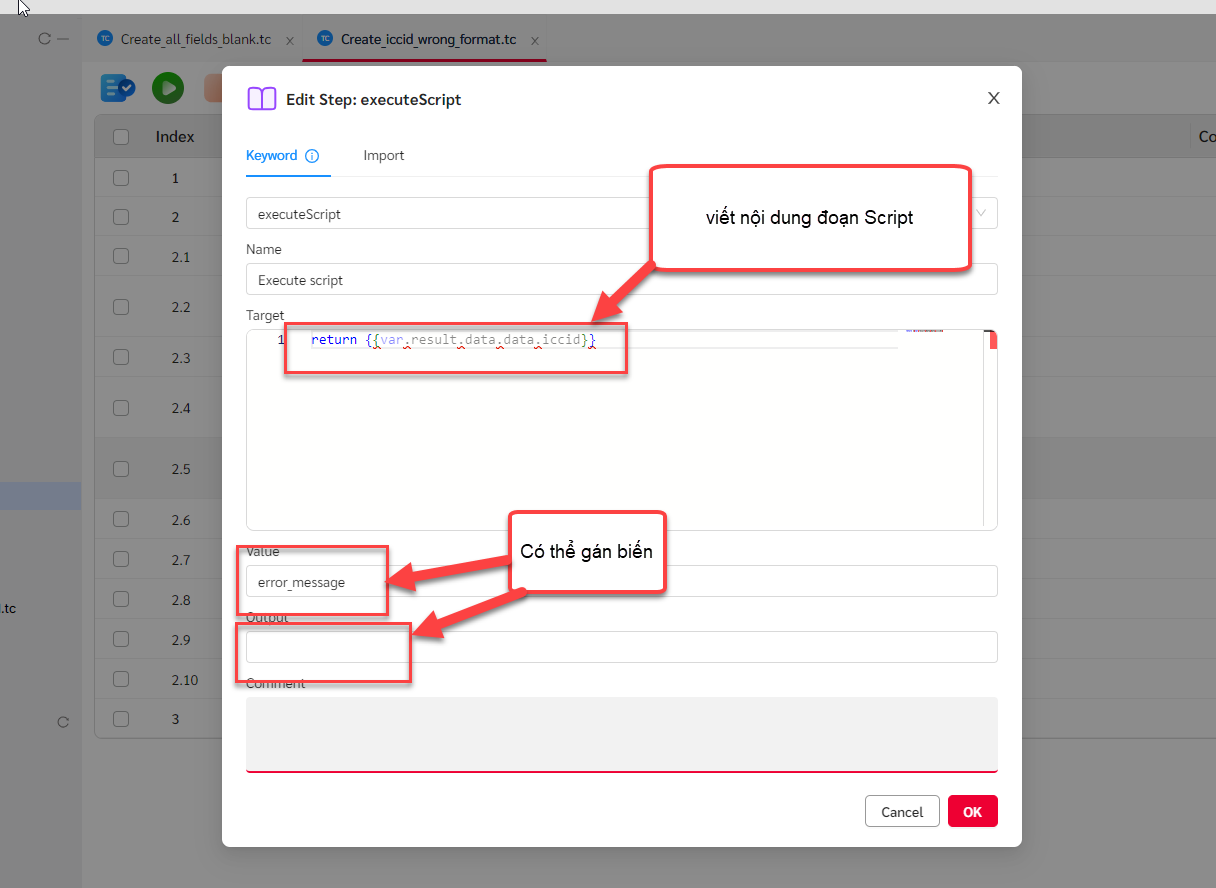 TC Create_all_fields_blank.tc
TC Create_iccid_wrong_format.tc
Edit Step: executeScript
Index
Co
Keyword
Import
1
2
2.1
2.2
2.3
2.4
2.5
2.6
2.7
2.8
2.9
2.10
3
l.tc
executeScript
viết nội dung đoạn Script
Name
Execute script
Target
1 return {{var.result.data.data.iccid}}
Value
Có thể gán biến
error_message
Output
Comment
Cancel
OK